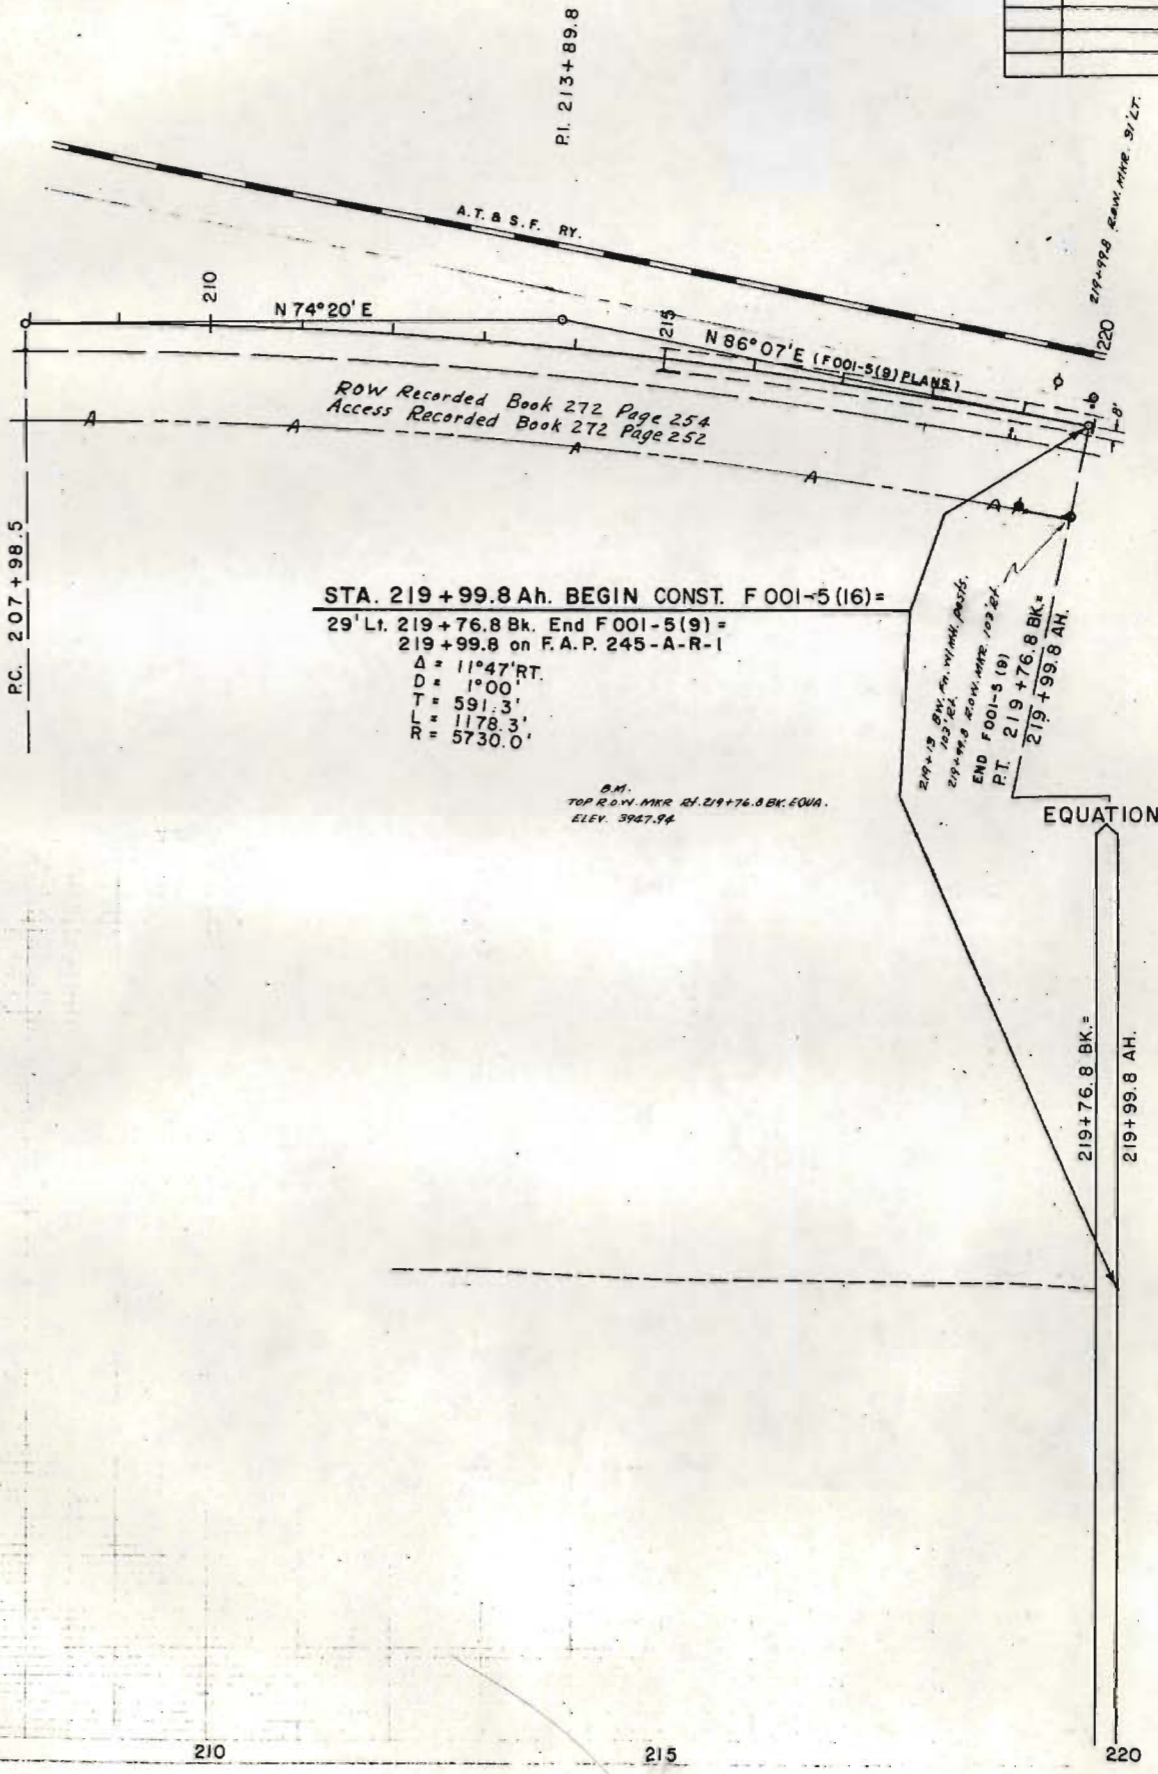 P.I. 213+89.8
219+99.8 R.O.W. MKR. 91' LT.
A.T. & S.F. RY.
210
N 74°20' E
215
N 86°07'E (F 001-5(9) PLANS)
220
8'
ROW Recorded Book 272 Page 254
Access Recorded Book 272 Page 252
A
A
A
A
A
P.C. 207+98.5
STA. 219+99.8 Ah. BEGIN CONST. F 001-5(16)=
29' Lt. 219+76.8 Bk. End F 001-5(9) =
219+99.8 on F.A.P. 245-A-R-1
Δ = 11°47' RT.
D = 1°00'
T = 591.3'
L = 1178.3'
R = 5730.0'
219+13 BW. Fn. W/ posts.
103' Rt.
219+99.8 R.O.W. MKR. 103' Rt.
END F 001-5 (9)
P.T. 219+76.8 BK.=
219+99.8 AH.
B.M.
TOP R.O.W. MKR Rt. 219+76.8 BK. EQUA.
ELEV. 3947.94
EQUATION
219+76.8 BK.=
219+99.8 AH.
210
215
220